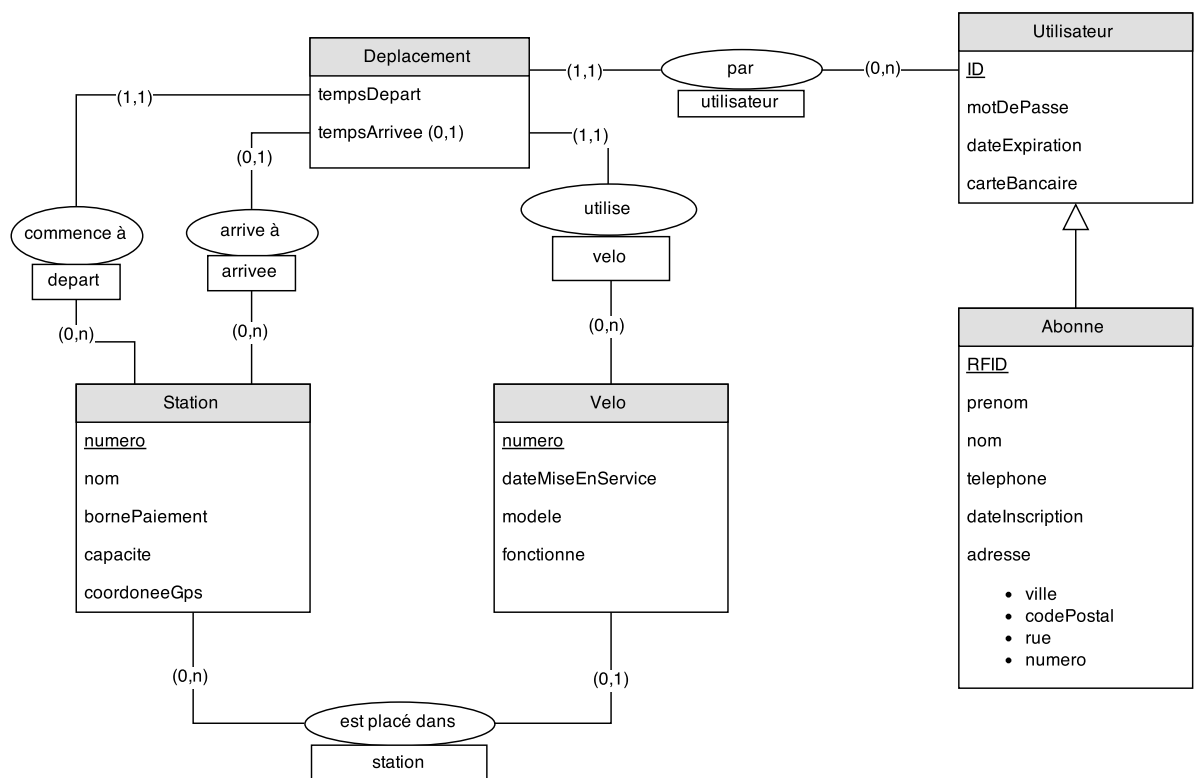 Utilisateur
ID
motDePasse
dateExpiration
carteBancaire
Deplacement
tempsDepart
tempsArrivee (0,1)
(1,1)
par
utilisateur
(0,n)
(1,1)
(0,1)
(1,1)
commence à
depart
arrive à
arrivee
utilise
velo
(0,n)
(0,n)
(0,n)
Station
numero
nom
bornePaiement
capacite
coordoneeGps
Velo
numero
dateMiseEnService
modele
fonctionne
Abonne
RFID
prenom
nom
telephone
dateInscription
adresse
• ville
• codePostal
• rue
• numero
(0,n)
(0,1)
est placé dans
station